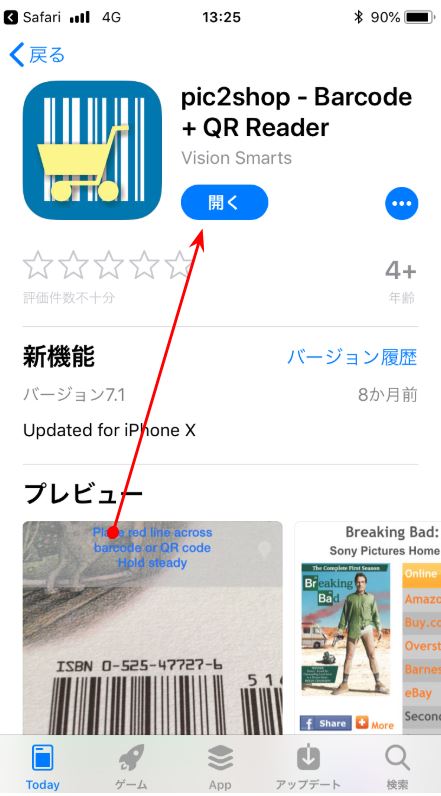 Safari 4G 13:25 90%
戻る
pic2shop - Barcode
+ QR Reader
Vision Smarts
開く
4+
評価件数不十分 年齢
新機能 バージョン履歴
バージョン7.1 8か月前
Updated for iPhone X
プレビュー
Place red line across
barcode or QR code
Hold steady
ISBN 0-525-47727-6
51
Breaking Bad:
Sony Pictures Home
The Complete First Season
Breaking
Bad
Online
Amazo
Buy.co
Overst
Barnes
eBay
Second
Share
More
Today ゲーム App アップデート 検索